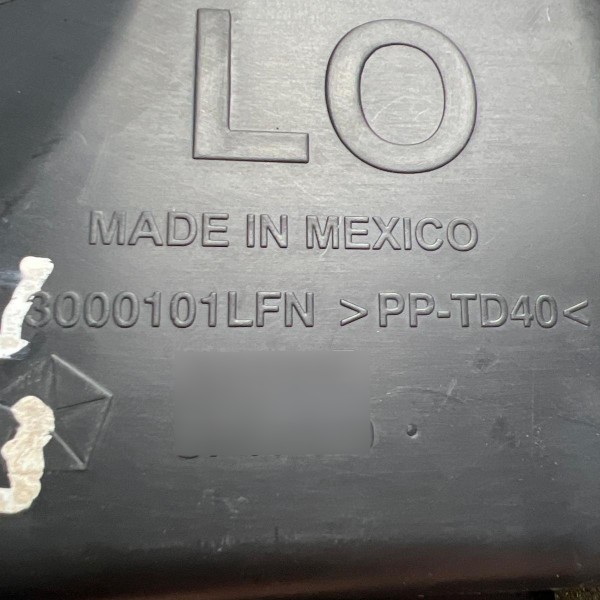 LO
MADE IN MEXICO
3000101LFN >PP-TD40<